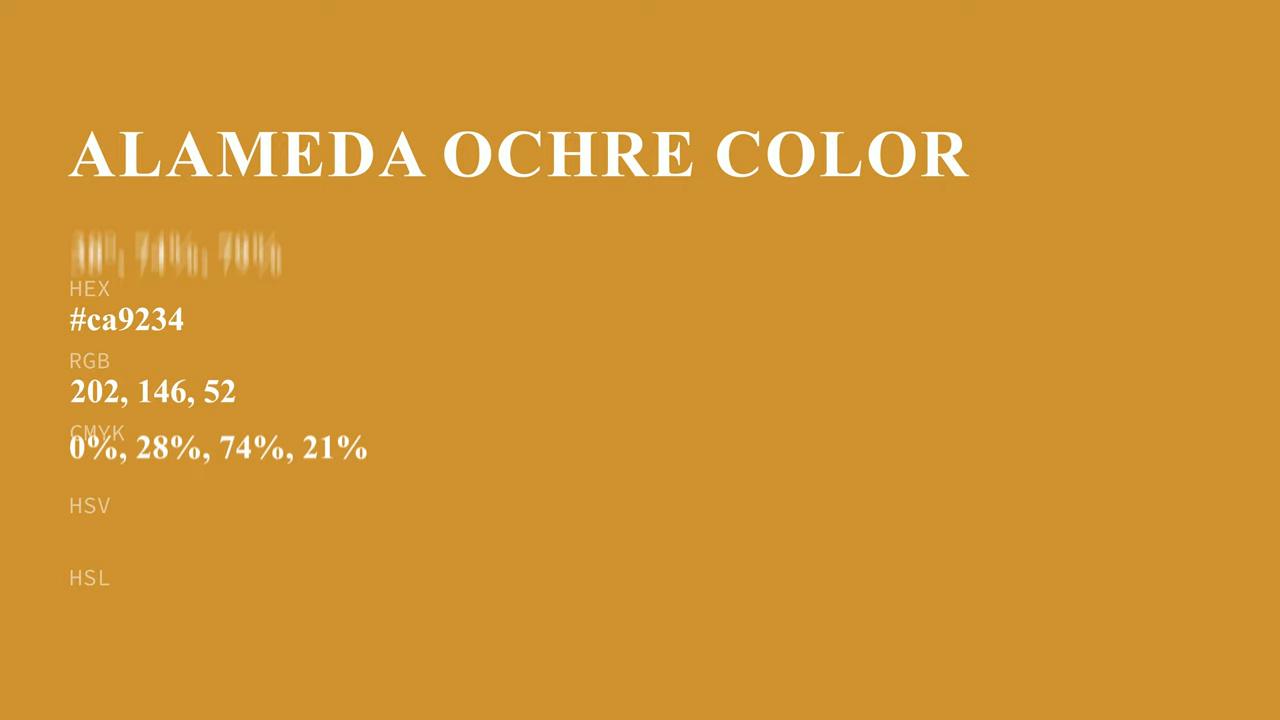 ALAMEDA OCHRE COLOR
HEX
#ca9234
RGB
202, 146, 52
CMYK
0%, 28%, 74%, 21%
HSV
HSL